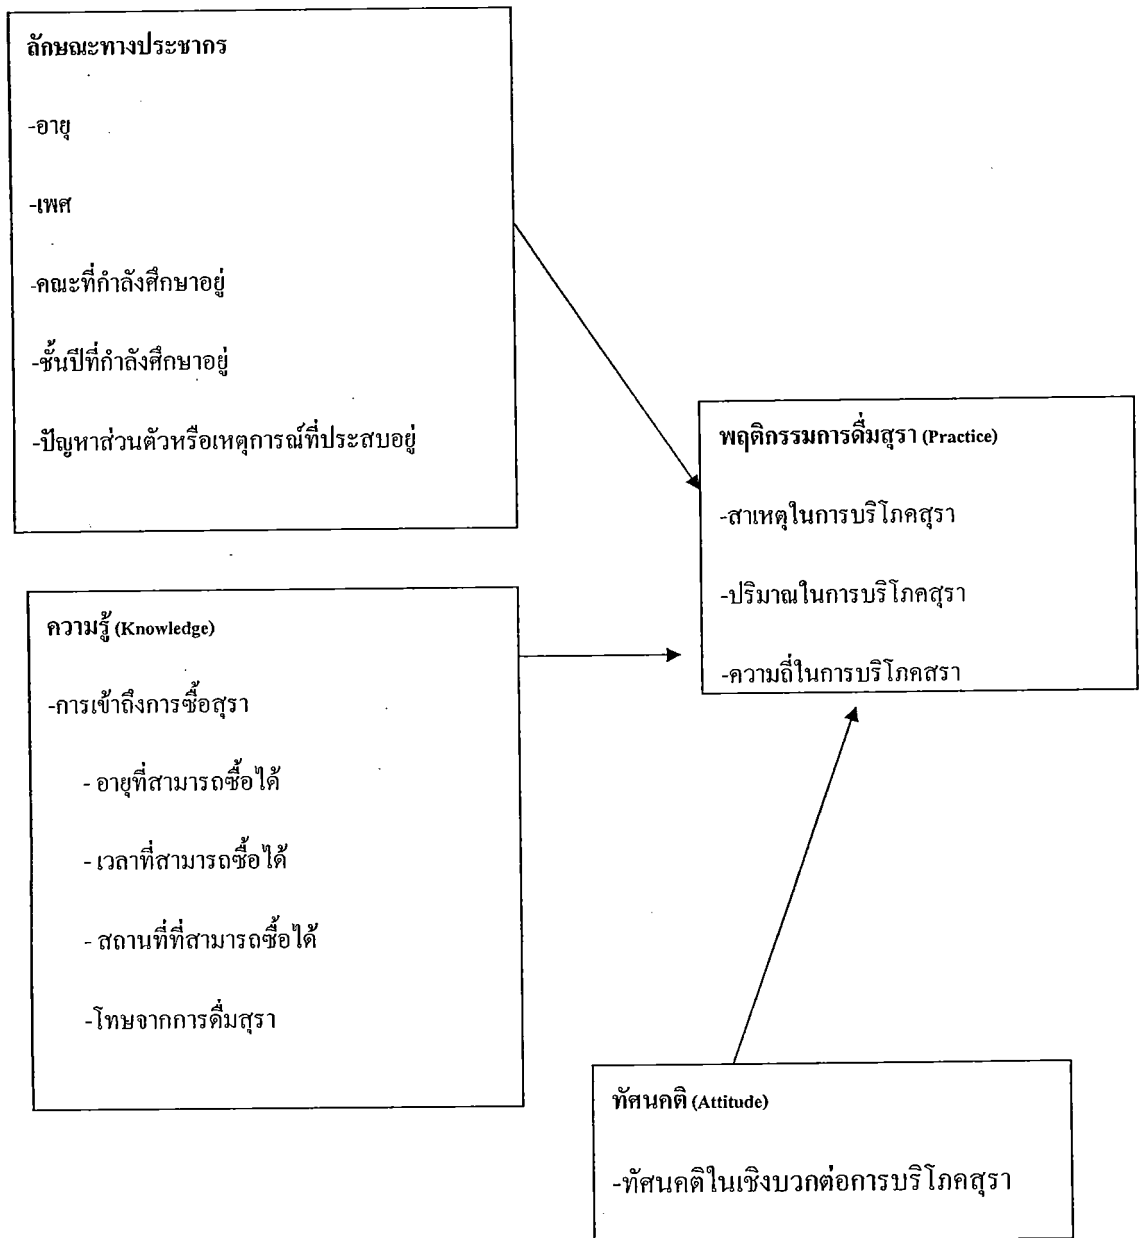 ลักษณะทางประชากร
-อายุ
-เพศ
-คณะที่กำลังศึกษาอยู่
-ชั้นปีที่กำลังศึกษาอยู่
-ปัญหาส่วนตัวหรือเหตุการณ์ที่ประสบอยู่
พฤติกรรมการดื่มสุรา (Practice)
-สาเหตุในการบริโภคสุรา
-ปริมาณในการบริโภคสุรา
-ความถี่ในการบริโภคสรา
ความรู้ (Knowledge)
-การเข้าถึงการซื้อสุรา
- อายุที่สามารถซื้อได้
- เวลาที่สามารถซื้อได้
- สถานที่ที่สามารถซื้อได้
-โทษจากการดื่มสุรา
ทัศนคติ (Attitude)
-ทัศนคติในเชิงบวกต่อการบริโภคสุรา